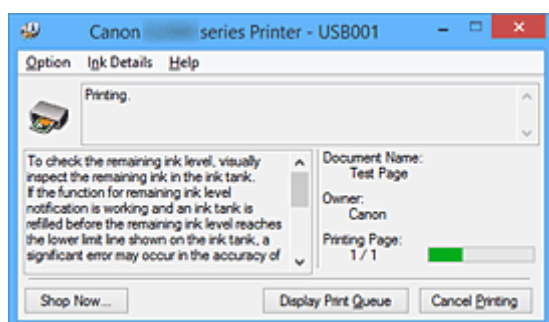 Canon series Printer - USB001
Option Ink Details Help
Printing.
To check the remaining ink level, visually
inspect the remaining ink in the ink tank.
If the function for remaining ink level
notification is working and an ink tank is
refilled before the remaining ink level reaches
the lower limit line shown on the ink tank, a
significant error may occur in the accuracy of
Document Name:
Test Page
Owner:
Canon
Printing Page:
1 / 1
Shop Now... Display Print Queue Cancel Printing